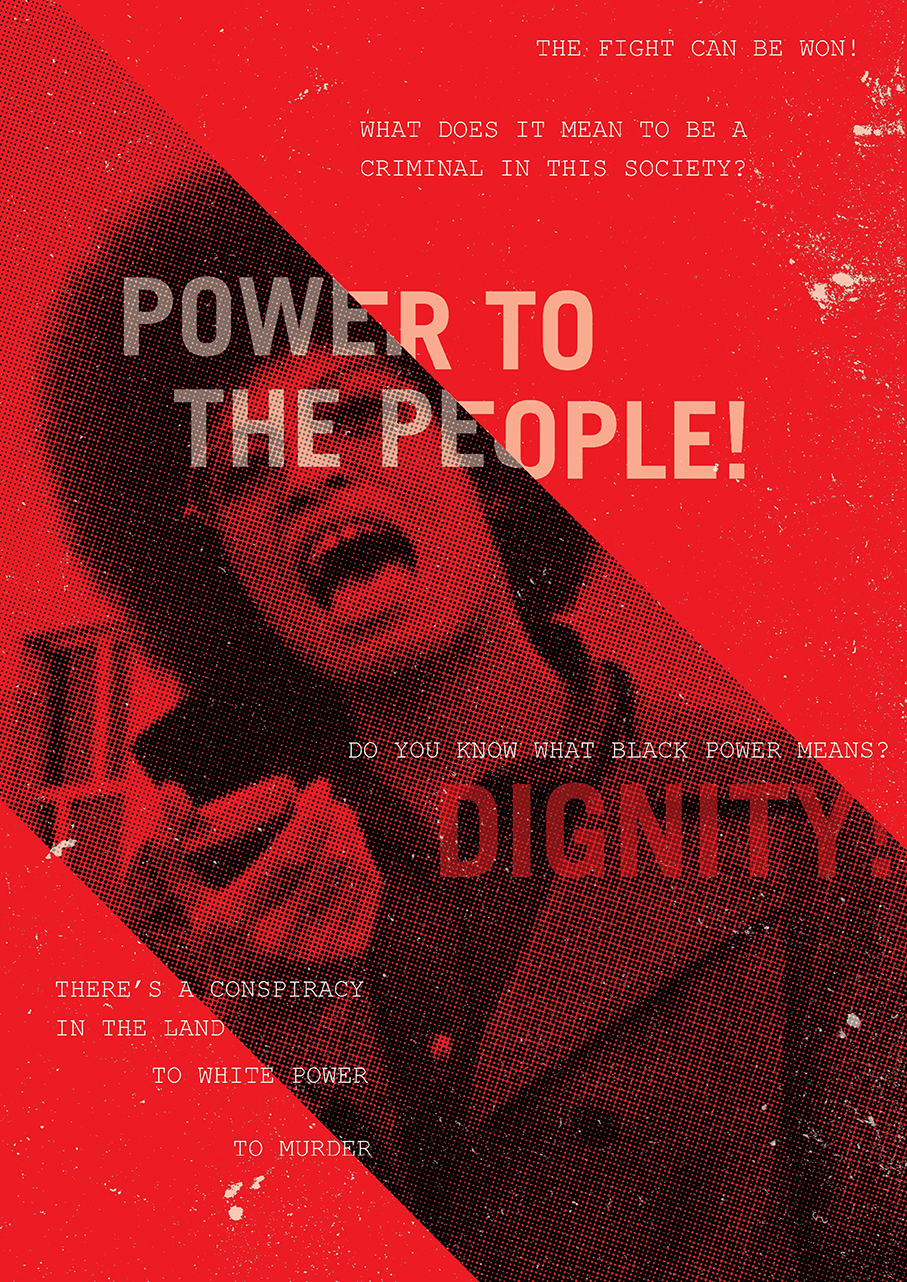 THE FIGHT CAN BE WON!
WHAT DOES IT MEAN TO BE A
CRIMINAL IN THIS SOCIETY?
POWER TO
THE PEOPLE!
DO YOU KNOW WHAT BLACK POWER MEANS?
DIGNITY!
THERE’S A CONSPIRACY
IN THE LAND
TO WHITE POWER
TO MURDER